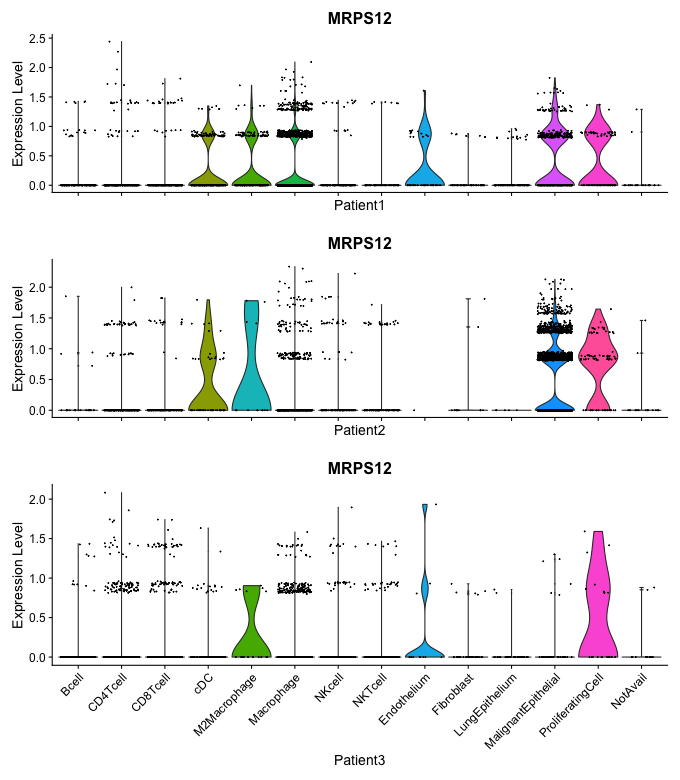 MRPS12
Expression Level
2.5
2.0
1.5
1.0
0.5
0.0
Patient1
MRPS12
Expression Level
2.0
1.5
1.0
0.5
0.0
Patient2
MRPS12
Expression Level
2.0
1.5
1.0
0.5
0.0
Bcell
CD4Tcell
CD8Tcell
cDC
M2Macrophage
Macrophage
NKcell
NKTcell
Endothelium
Fibroblast
LungEpithelium
MalignantEpithelial
ProliferatingCell
NotAvail
Patient3